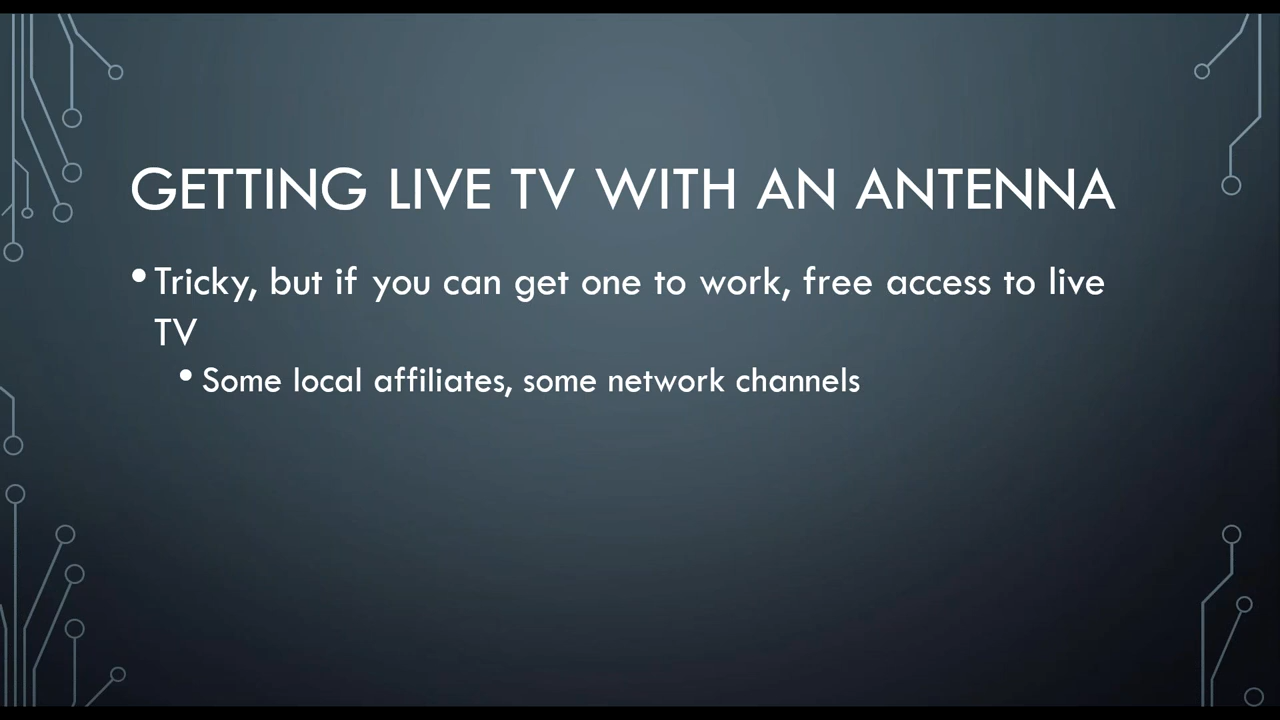 GETTING LIVE TV WITH AN ANTENNA
•Tricky, but if you can get one to work, free access to live
TV
•Some local affiliates, some network channels